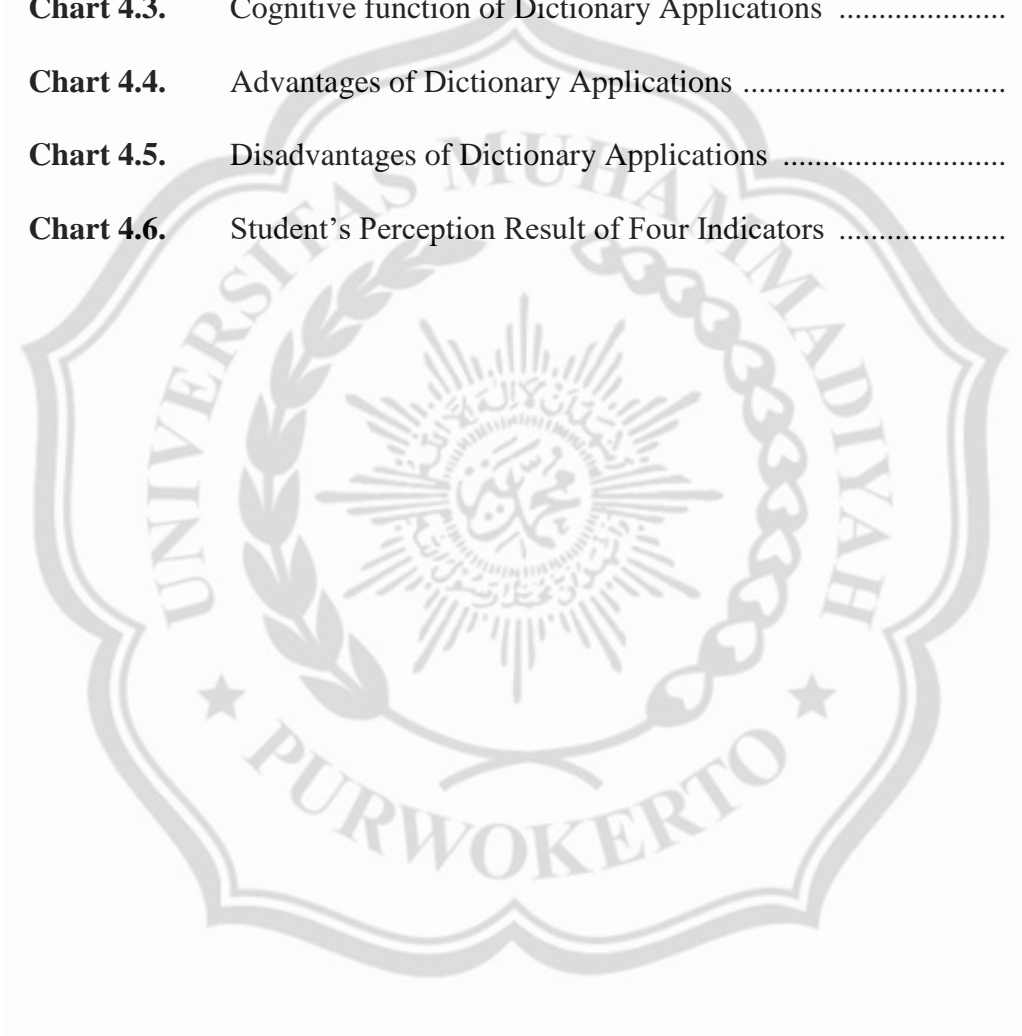 Chart 4.3. Cognitive function of Dictionary Applications .....................
Chart 4.4. Advantages of Dictionary Applications .................................
Chart 4.5. Disadvantages of Dictionary Applications ............................
Chart 4.6. Student's Perception Result of Four Indicators .....................
UNIVERSITAS MUHAMMADIYAH
PURWOKERTO